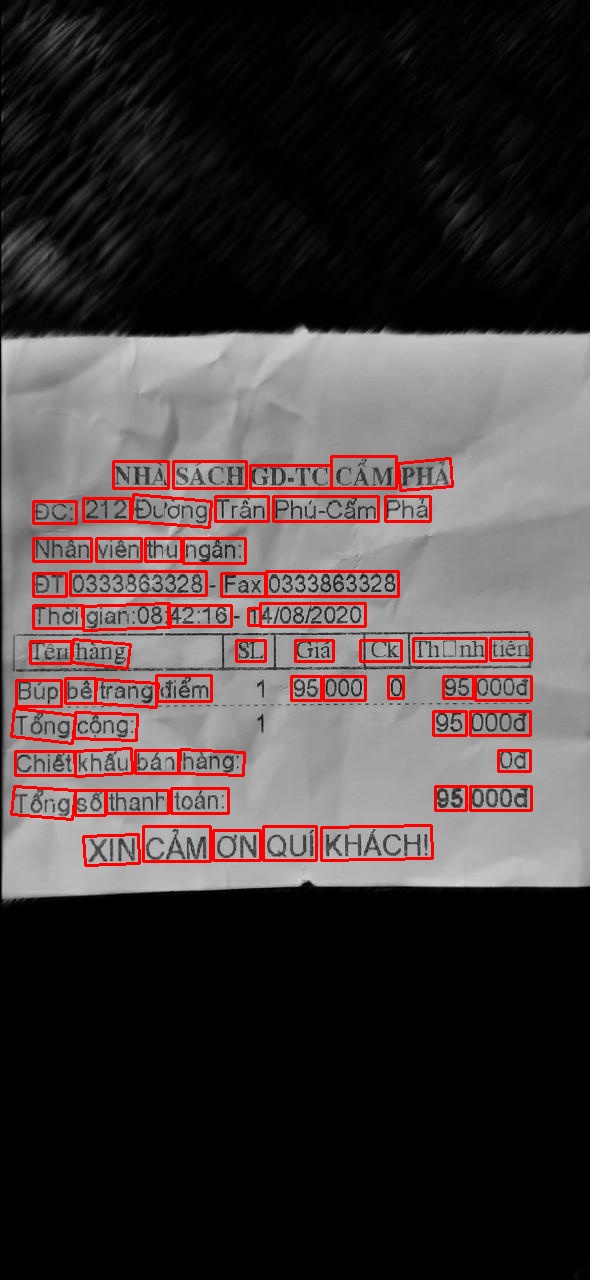 NHÀ SÁCH GD-TC CẨM PHẢ
ĐC: 212 Đường Trần Phú-Cẩm Phả
Nhân viên thu ngân:
ĐT 0333863328 - Fax 0333863328
Thời gian:08:42:16 - 14/08/2020
Tên hàng SL Giá Ck Th□nh tiền
Búp bê trang điểm 1 95 000 0 95 000đ
Tổng cộng: 1 95 000đ
Chiết khấu bán hàng: 0đ
Tổng số thanh toán: 95 000đ
XIN CẢM ƠN QUÍ KHÁCH!